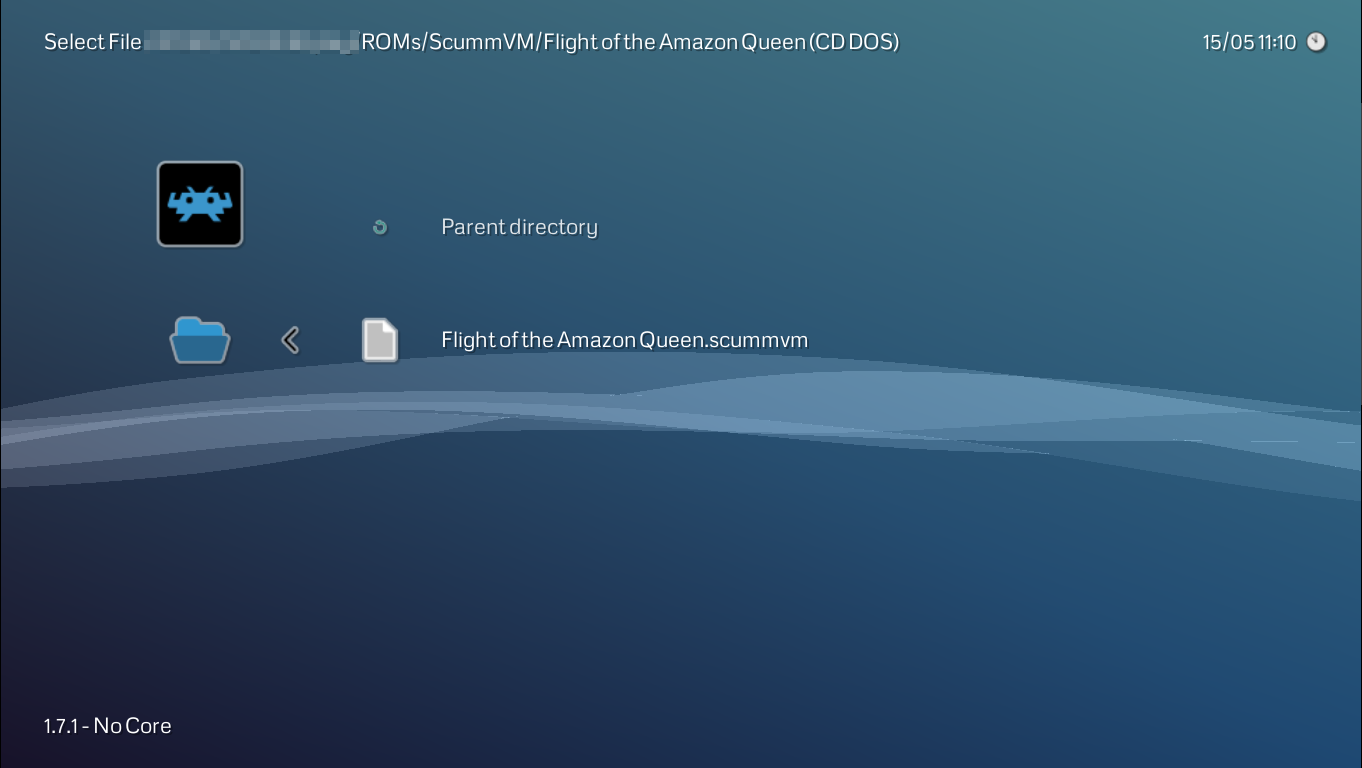 Select File ROMs/ScummVM/Flight of the Amazon Queen (CD DOS) 15/05 11:10
Parent directory
Flight of the Amazon Queen.scummvm
1.7.1 - No Core